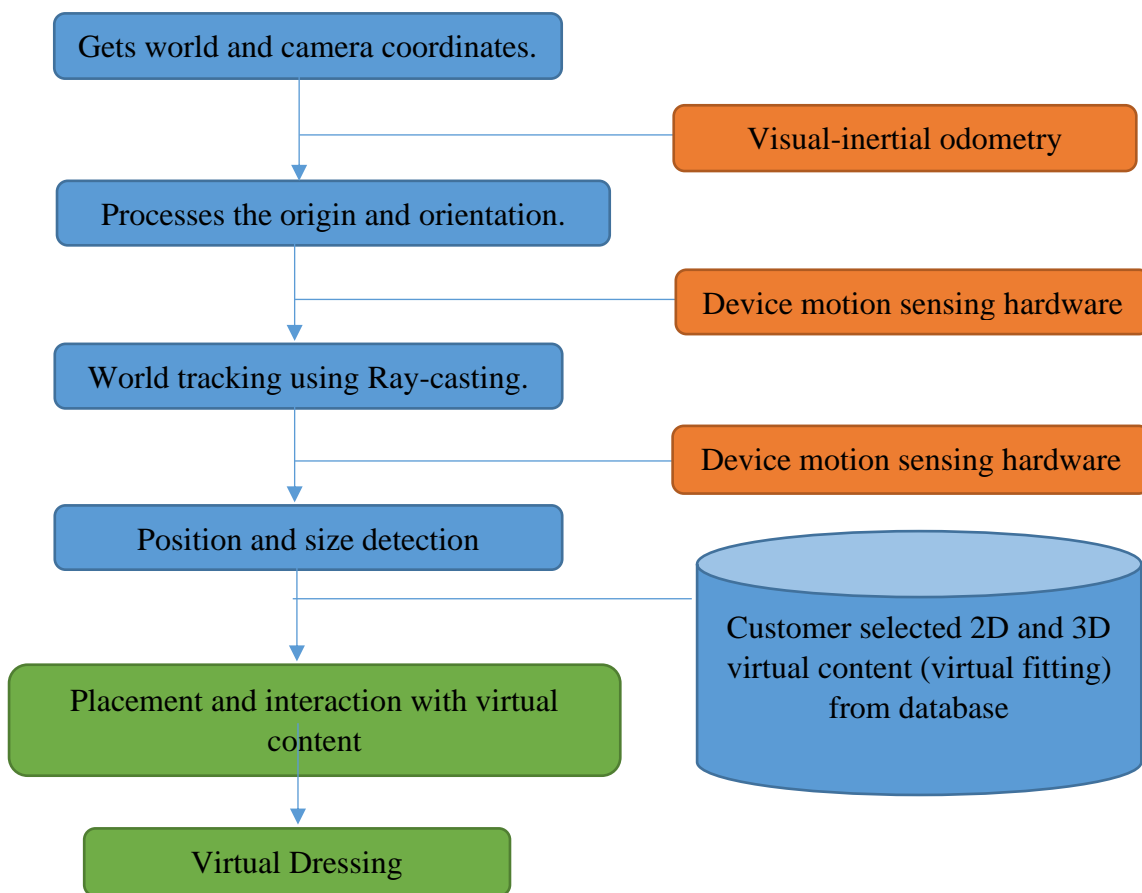 Gets world and camera coordinates.
Visual-inertial odometry
Processes the origin and orientation.
Device motion sensing hardware
World tracking using Ray-casting.
Device motion sensing hardware
Position and size detection
Customer selected 2D and 3D
virtual content (virtual fitting)
from database
Placement and interaction with virtual
content
Virtual Dressing